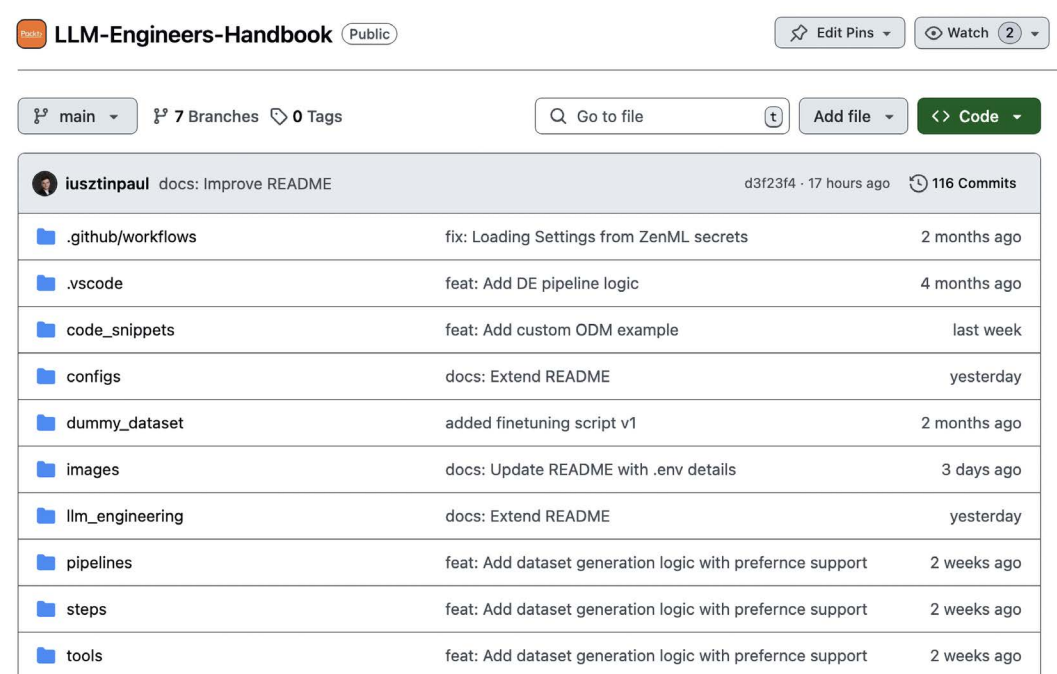 Packt LLM-Engineers-Handbook Public Edit Pins Watch 2
main 7 Branches 0 Tags Go to file t Add file <> Code
iusztinpaul docs: Improve README d3f23f4 · 17 hours ago 116 Commits
.github/workflows fix: Loading Settings from ZenML secrets 2 months ago
.vscode feat: Add DE pipeline logic 4 months ago
code_snippets feat: Add custom ODM example last week
configs docs: Extend README yesterday
dummy_dataset added finetuning script v1 2 months ago
images docs: Update README with .env details 3 days ago
llm_engineering docs: Extend README yesterday
pipelines feat: Add dataset generation logic with prefernce support 2 weeks ago
steps feat: Add dataset generation logic with prefernce support 2 weeks ago
tools feat: Add dataset generation logic with prefernce support 2 weeks ago